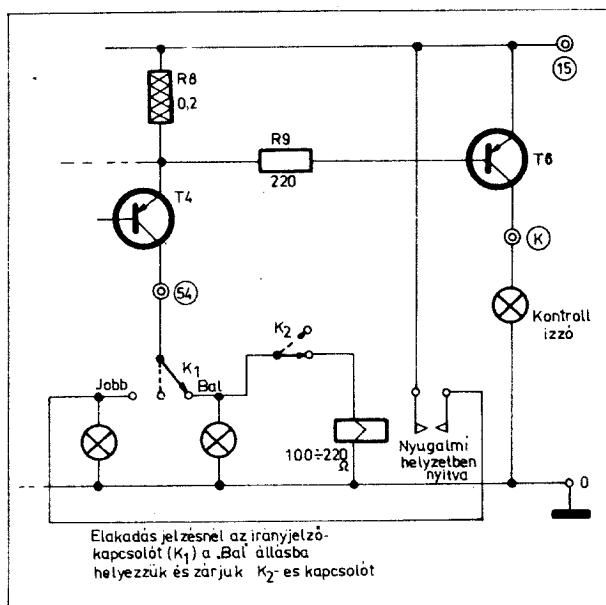 R8
0,2
15
R9
220
T6
T4
K
54
K2
Kontroll
izzó
K1
Jobb
Bal
100÷220
Ω
Nyugalmi
helyzetben
nyitva
0
Elakadás jelzésnél az irányjelző-
kapcsolót (K1) a „Bal” állásba
helyezzük és zárjuk K2-es kapcsolót